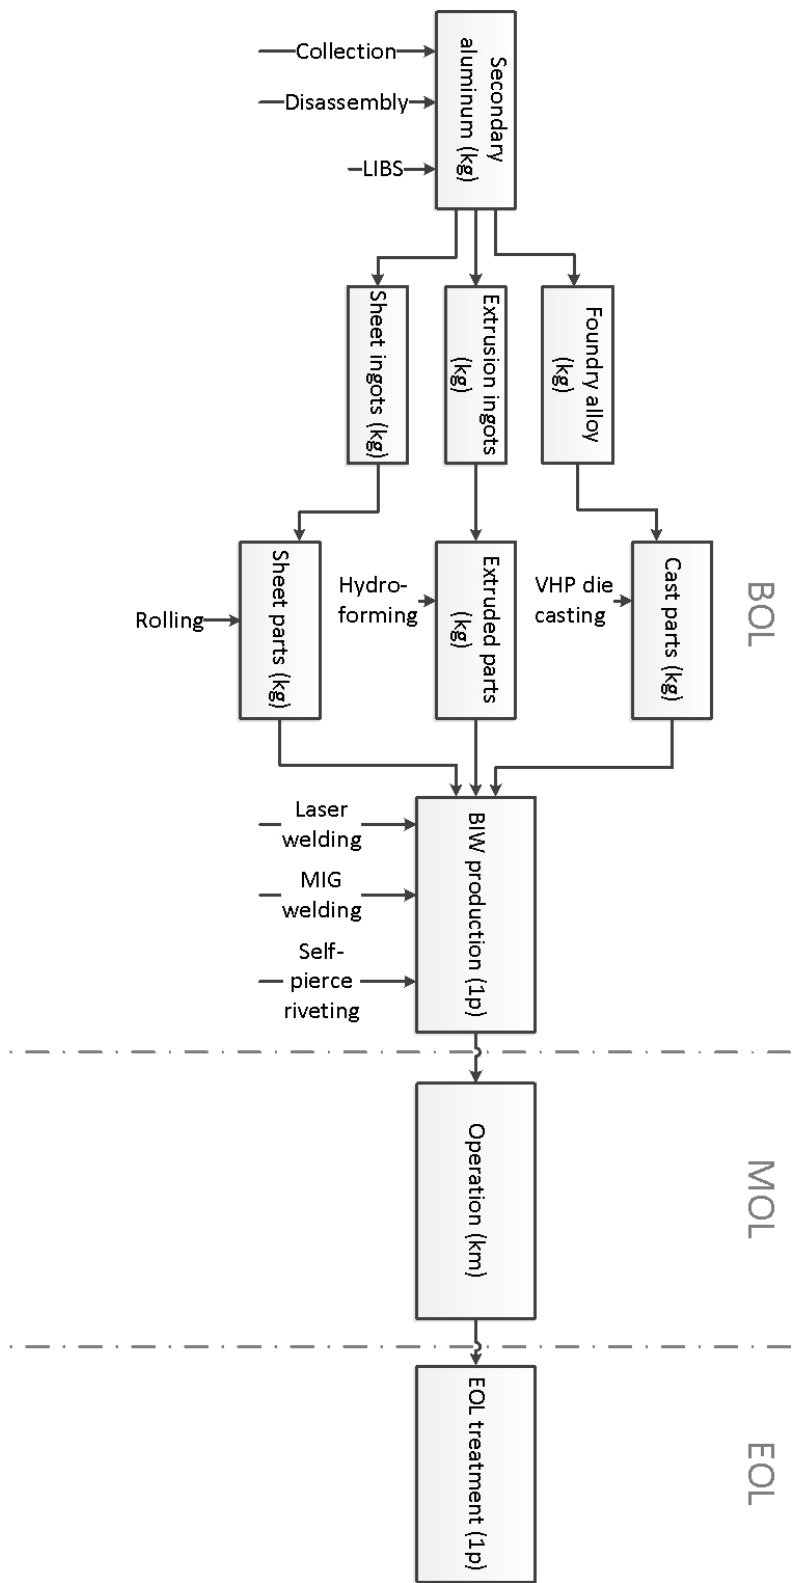 Collection
Disassembly
LIBS
Secondary
aluminum (kg)
Sheet ingots (kg)
Extrusion ingots
(kg)
Foundry alloy
(kg)
BOL
Rolling
Sheet parts (kg)
Hydro-
forming
Extruded parts
(kg)
VHP die
casting
Cast parts (kg)
Laser
welding
MIG
welding
Self-
pierce
riveting
BIW production (1p)
MOL
Operation (km)
EOL
EOL treatment (1p)